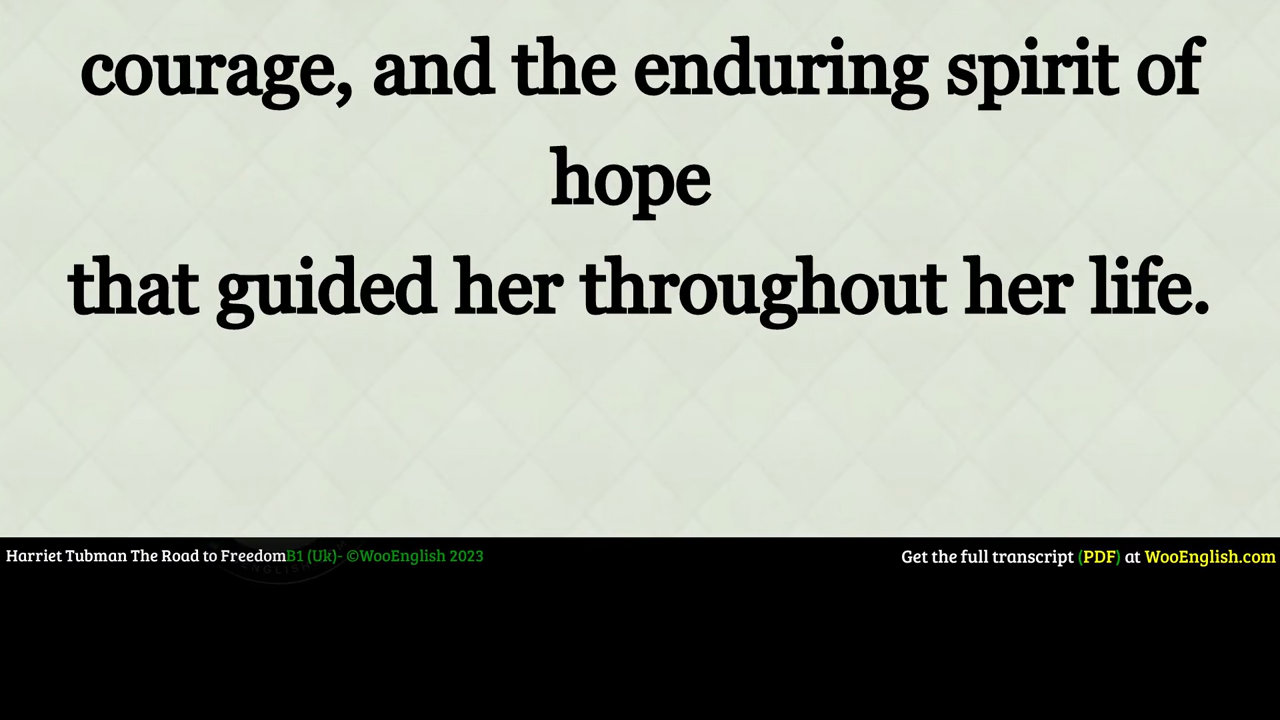 courage, and the enduring spirit of
hope
that guided her throughout her life.
Harriet Tubman The Road to FreedomB1 (Uk)- ©WooEnglish 2023
Get the full transcript (PDF) at WooEnglish.com
ENGLISH